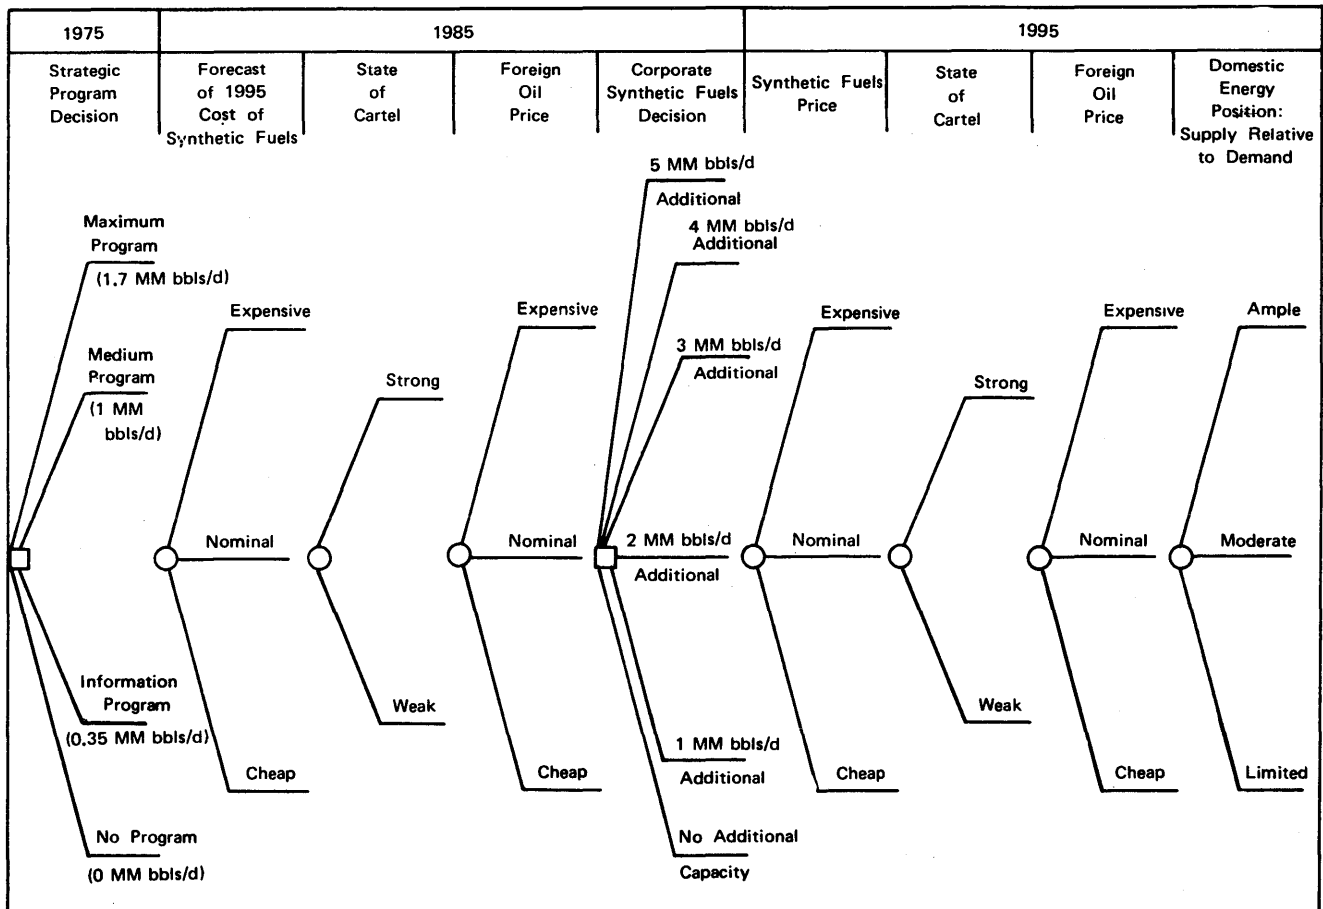 1975
1985
1995
Strategic
Program
Decision
Forecast
of 1995
Cost of
Synthetic Fuels
State
of
Cartel
Foreign
Oil
Price
Corporate
Synthetic Fuels
Decision
Synthetic Fuels
Price
State
of
Cartel
Foreign
Oil
Price
Domestic
Energy
Position:
Supply Relative
to Demand
Maximum
Program
(1.7 MM bbls/d)
Medium
Program
(1 MM
bbls/d)
Information
Program
(0.35 MM bbls/d)
No Program
(0 MM bbls/d)
Expensive
Nominal
Cheap
Strong
Weak
Expensive
Nominal
Cheap
5 MM bbls/d
Additional
4 MM bbls/d
Additional
3 MM bbls/d
Additional
2 MM bbls/d
Additional
1 MM bbls/d
Additional
No Additional
Capacity
Expensive
Nominal
Cheap
Strong
Weak
Expensive
Nominal
Cheap
Ample
Moderate
Limited